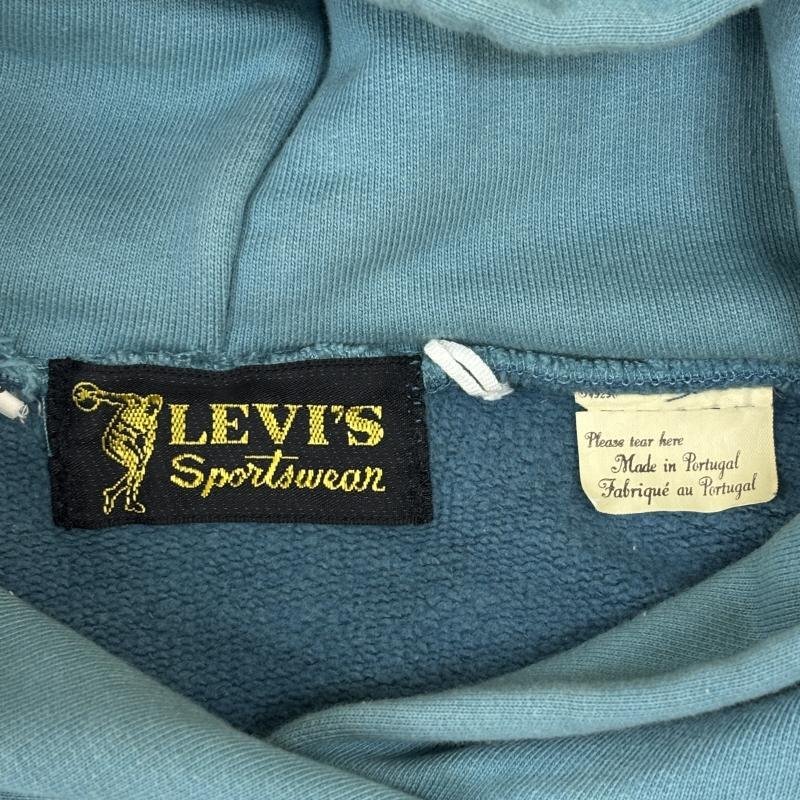 LEVI'S
Sportswear
Please tear here
Made in Portugal
Fabriqué au Portugal